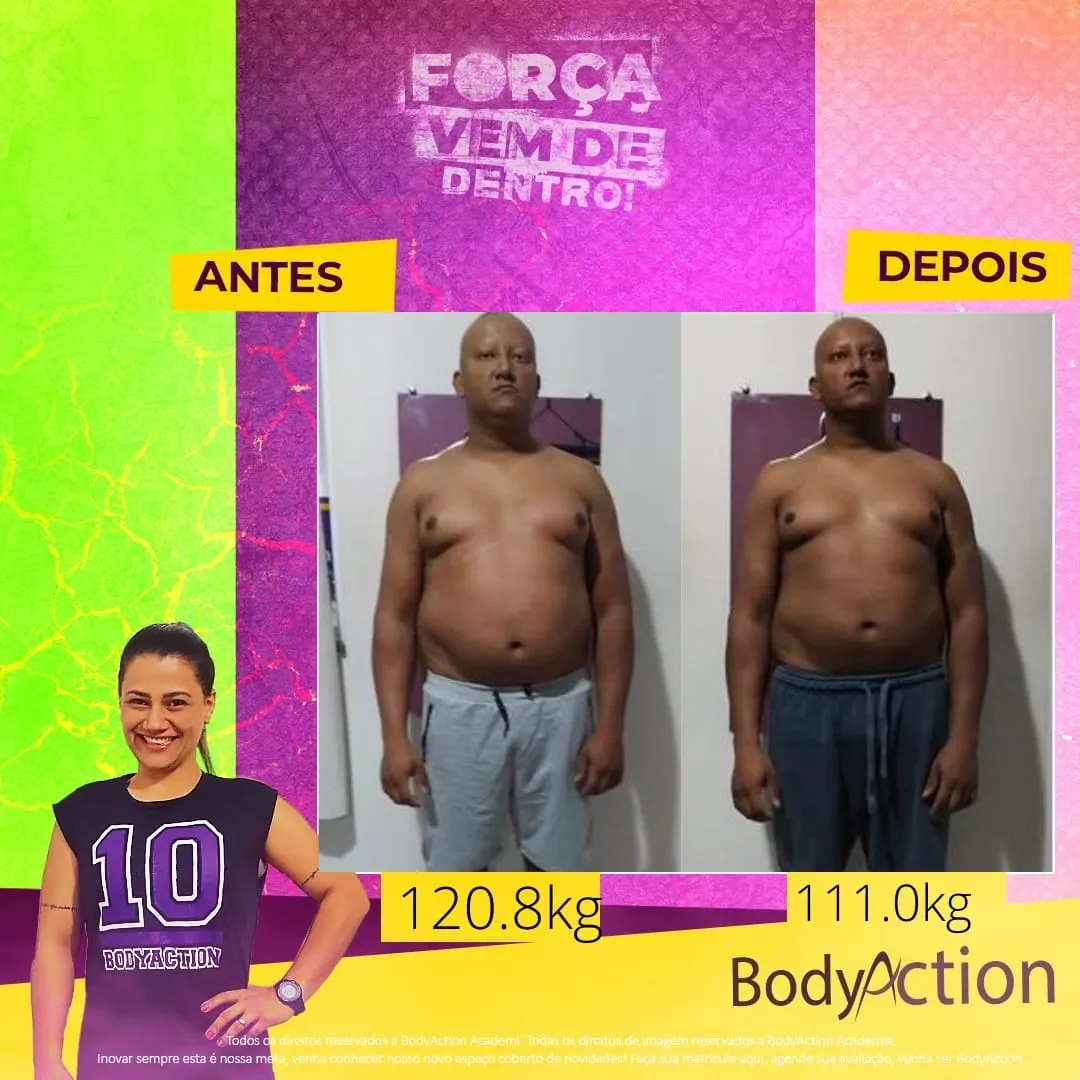 FORÇA
VEM DE
DENTRO!
ANTES
DEPOIS
10
BODYACTION
120.8kg
111.0kg
BodyAction
Todos os direitos reservados a BodyAction Academi. Todas os direitos de imagem reservados a BodyAction Academia.
Inovar sempre esta é nossa meta, venha conhecer nosso novo espaço coberto de novidades! Faça sua matrícula aqui, agende sua avaliação, venha ser BodyAction